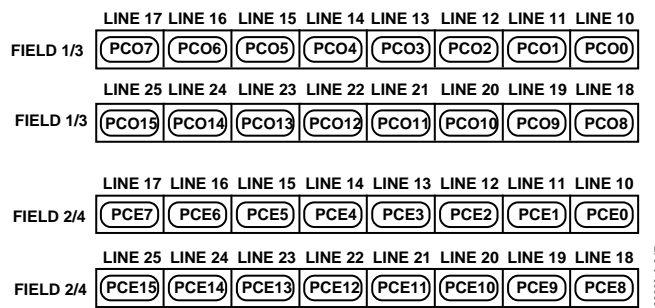 LINE 17 LINE 16 LINE 15 LINE 14 LINE 13 LINE 12 LINE 11 LINE 10
FIELD 1/3 PCO7 PCO6 PCO5 PCO4 PCO3 PCO2 PCO1 PCO0
LINE 25 LINE 24 LINE 23 LINE 22 LINE 21 LINE 20 LINE 19 LINE 18
FIELD 1/3 PCO15 PCO14 PCO13 PCO12 PCO11 PCO10 PCO9 PCO8
LINE 17 LINE 16 LINE 15 LINE 14 LINE 13 LINE 12 LINE 11 LINE 10
FIELD 2/4 PCE7 PCE6 PCE5 PCE4 PCE3 PCE2 PCE1 PCE0
LINE 25 LINE 24 LINE 23 LINE 22 LINE 21 LINE 20 LINE 19 LINE 18
FIELD 2/4 PCE15 PCE14 PCE13 PCE12 PCE11 PCE10 PCE9 PCE8